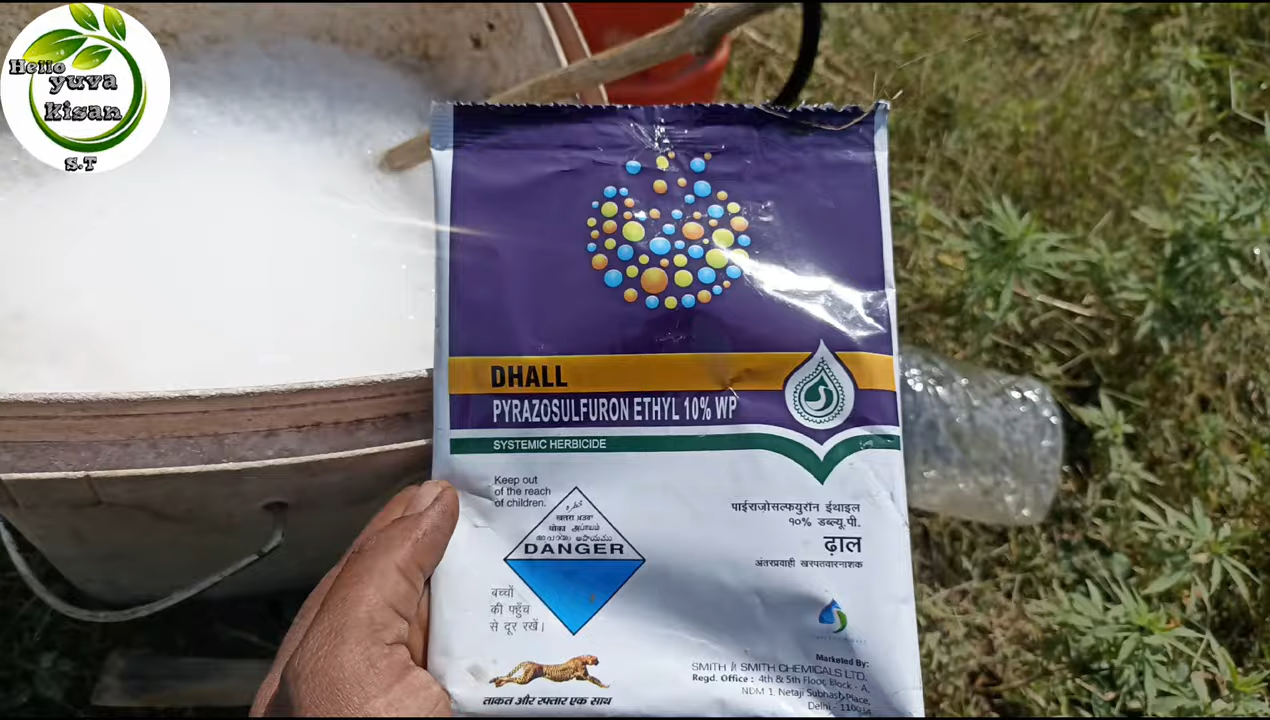 Hello
yuva
Kisan
S.T
DHALL
PYRAZOSULFURON ETHYL 10% WP
SYSTEMIC HERBICIDE
Keep out
of the reach
of children.
खतरा
DANGER
बच्चों
की पहुँच
से दूर रखें।
ताकत और रफ्तार एक साथ
पाईराजोसल्फयुरॉन ईथाइल
१०% डब्ल्यू.पी.
ढ़ाल
अंतरप्रवाही खरपतवारनाशक
Marketed By:
SMITH N SMITH CHEMICALS LTD.
Regd. Office : 4th & 5th Floor, Block - A,
NDM 1, Netaji Subhash Place,
Delhi - 110034